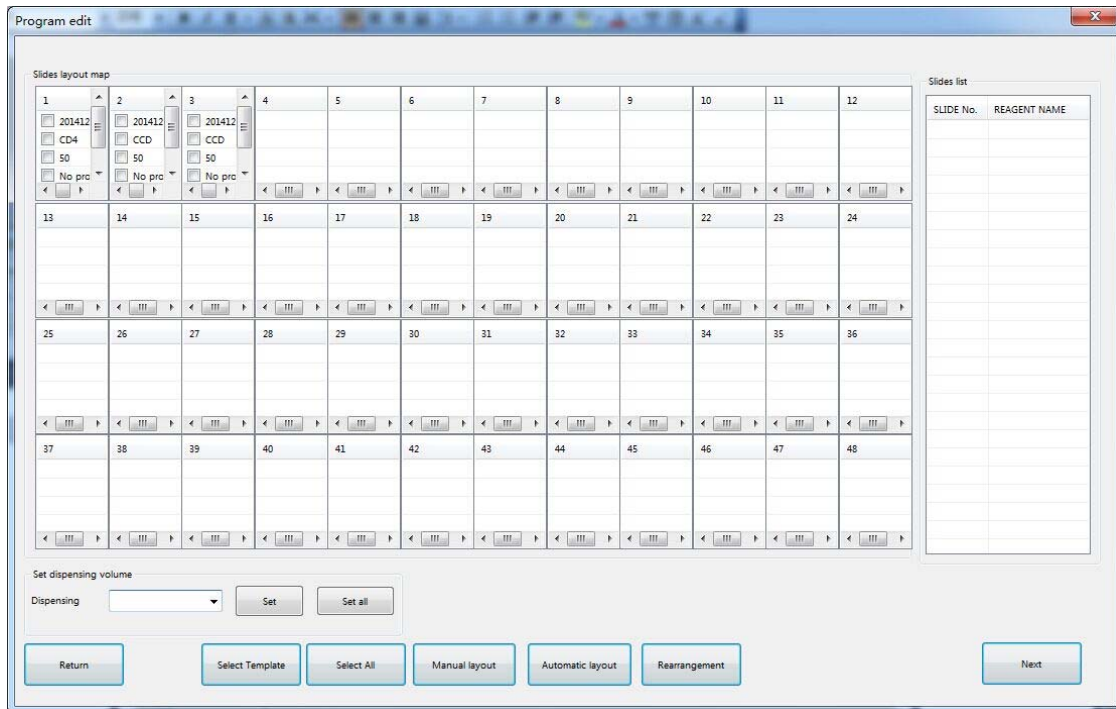 Program edit
Slides layout map
Slides list
1 2 3 4 5 6 7 8 9 10 11 12
201412 201412 201412
CD4 CCD CCD
50 50 50
No pro No pro No pro
13 14 15 16 17 18 19 20 21 22 23 24
25 26 27 28 29 30 31 32 33 34 35 36
37 38 39 40 41 42 43 44 45 46 47 48
SLIDE No. REAGENT NAME
Set dispensing volume
Dispensing Set Set all
Return Select Template Select All Manual layout Automatic layout Rearrangement Next